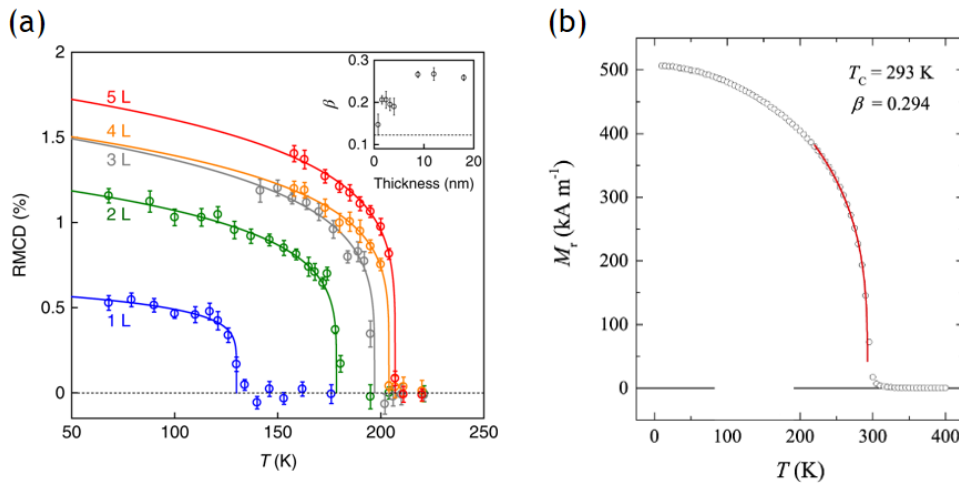 (a)
2
1.5
1
0.5
0
RMCD (%)
5 L
4 L
3 L
2 L
1 L
50
100
150
200
250
T (K)
0.3
0.2
0.1
β
0
10
20
Thickness (nm)
(b)
500
400
300
200
100
0
Mr (kA m⁻¹)
TC = 293 K
β = 0.294
0
100
200
300
400
T (K)